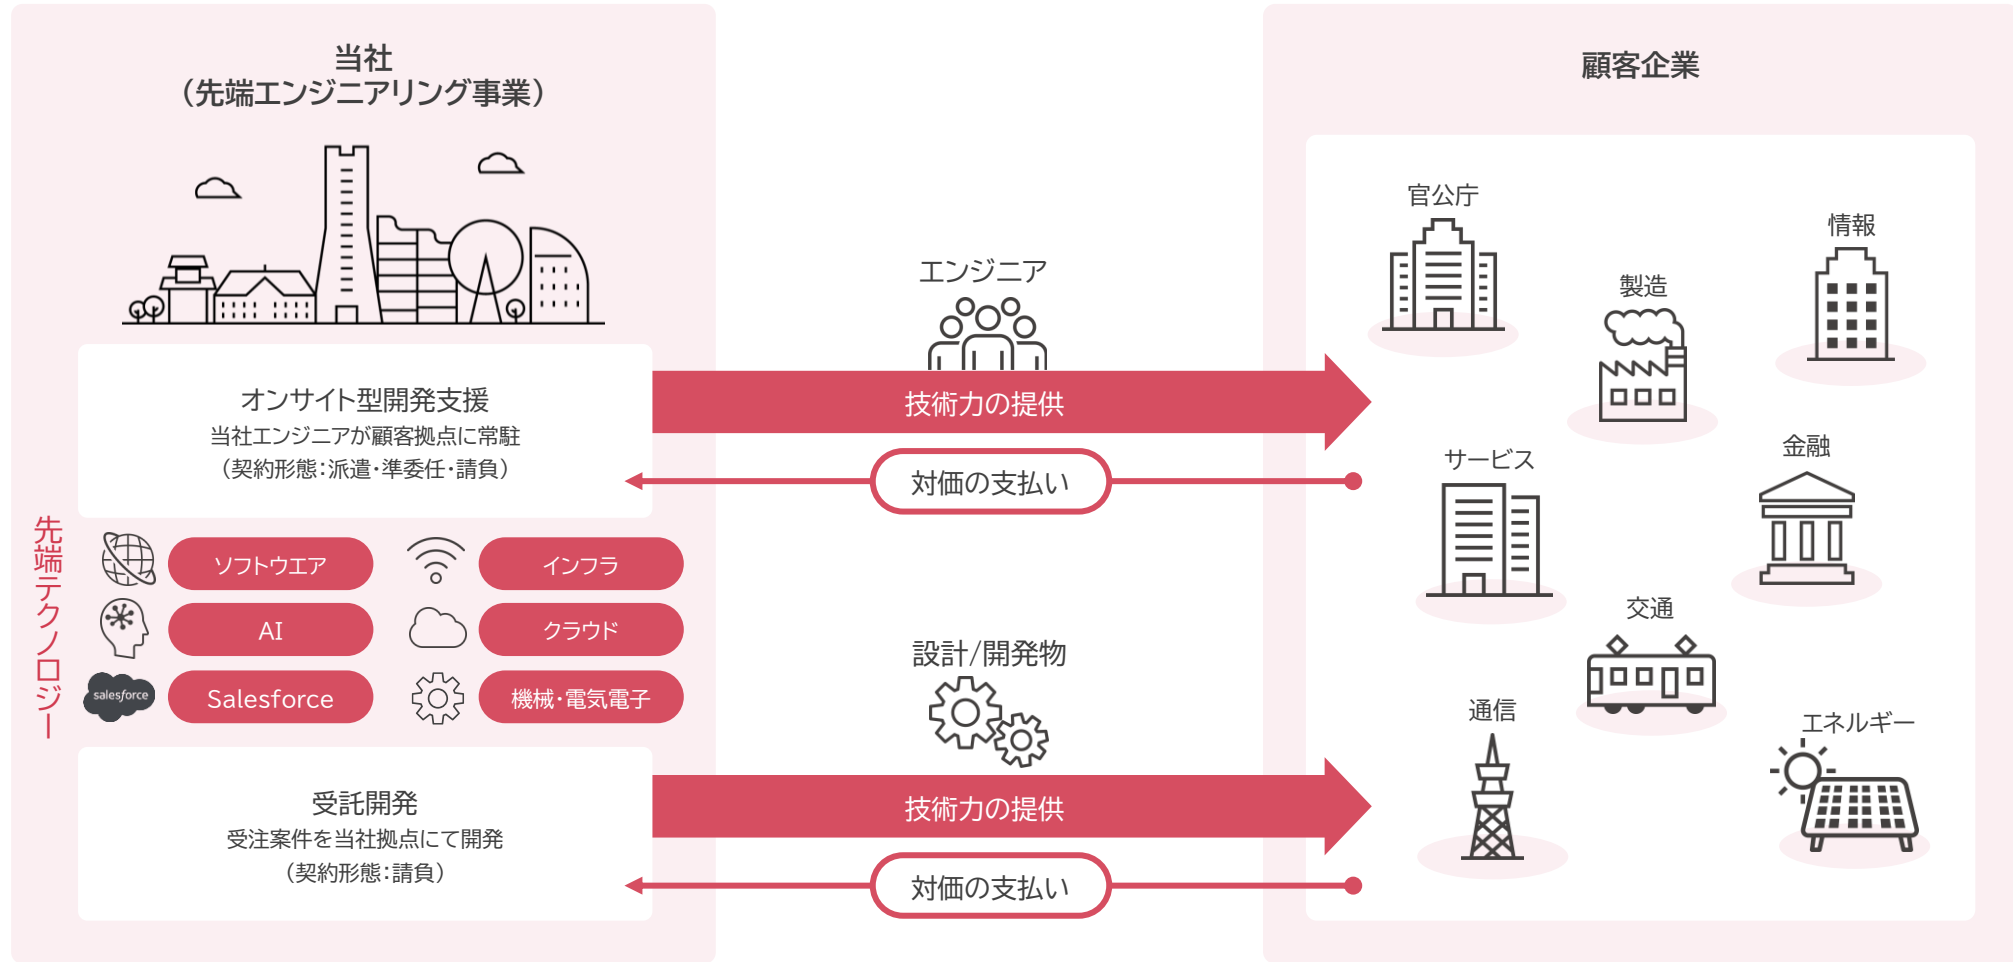 当社
（先端エンジニアリング事業）
オンサイト型開発支援
当社エンジニアが顧客拠点に常駐
（契約形態：派遣・準委任・請負）
先端テクノロジー
ソフトウエア
インフラ
AI
クラウド
salesforce
Salesforce
機械・電気電子
受託開発
受注案件を当社拠点にて開発
（契約形態：請負）
エンジニア
技術力の提供
対価の支払い
設計/開発物
技術力の提供
対価の支払い
顧客企業
官公庁
情報
製造
サービス
金融
交通
通信
エネルギー